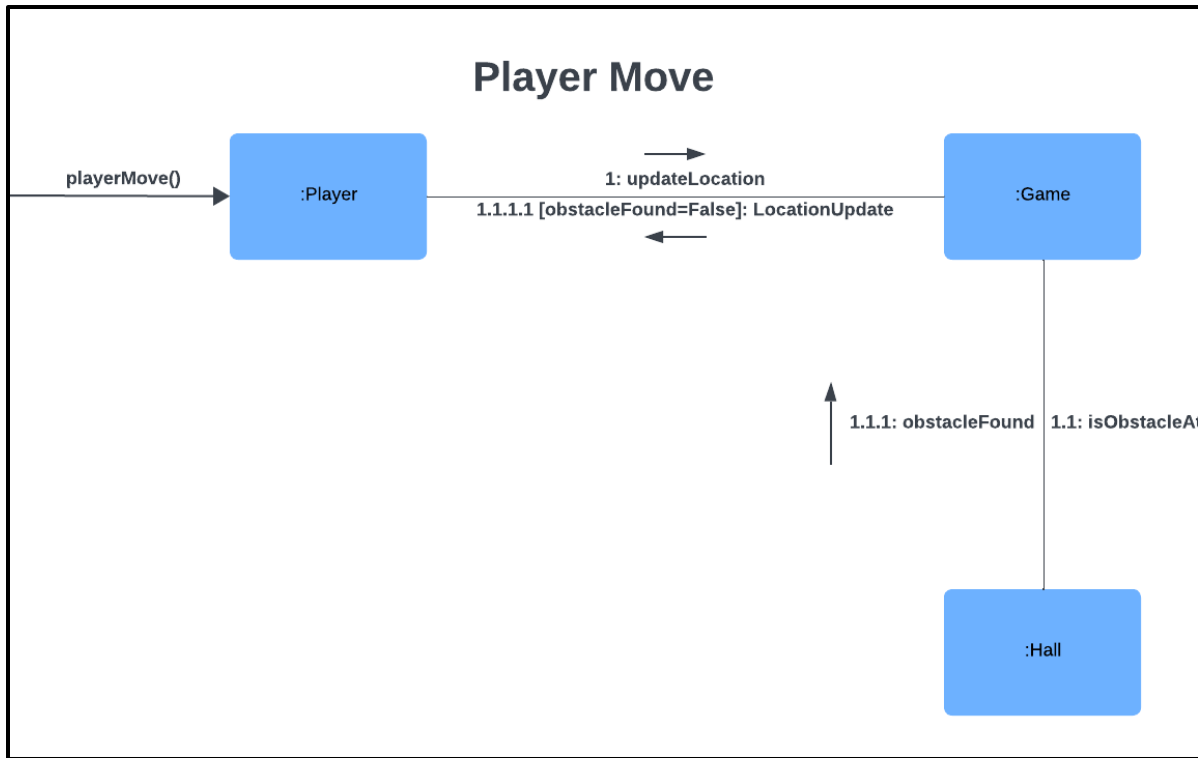 Player Move
playerMove()
:Player
1: updateLocation
1.1.1.1 [obstacleFound=False]: LocationUpdate
:Game
1.1.1: obstacleFound
1.1: isObstacleAt
:Hall